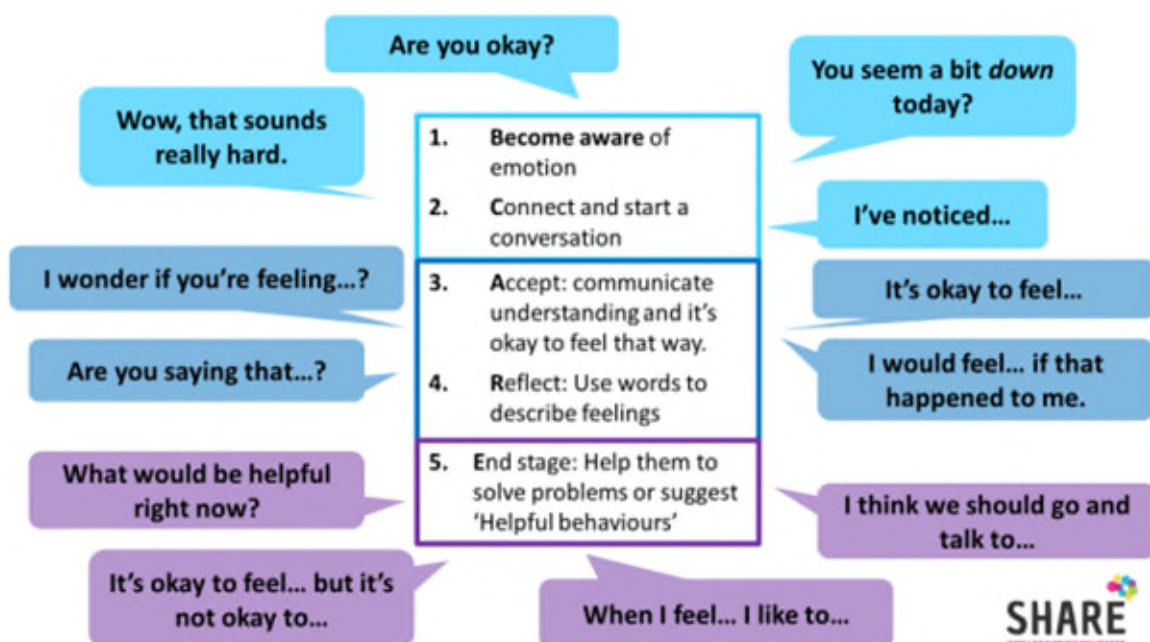 Are you okay?
You seem a bit down
today?
Wow, that sounds
really hard.
I've noticed…
1. Become aware of
emotion
2. Connect and start a
conversation
I wonder if you're feeling…?
It's okay to feel…
Are you saying that…?
I would feel… if that
happened to me.
3. Accept: communicate
understanding and it's
okay to feel that way.
4. Reflect: Use words to
describe feelings
What would be helpful
right now?
I think we should go and
talk to…
5. End stage: Help them to
solve problems or suggest
'Helpful behaviours'
It's okay to feel… but it's
not okay to…
When I feel… I like to…
SHARE